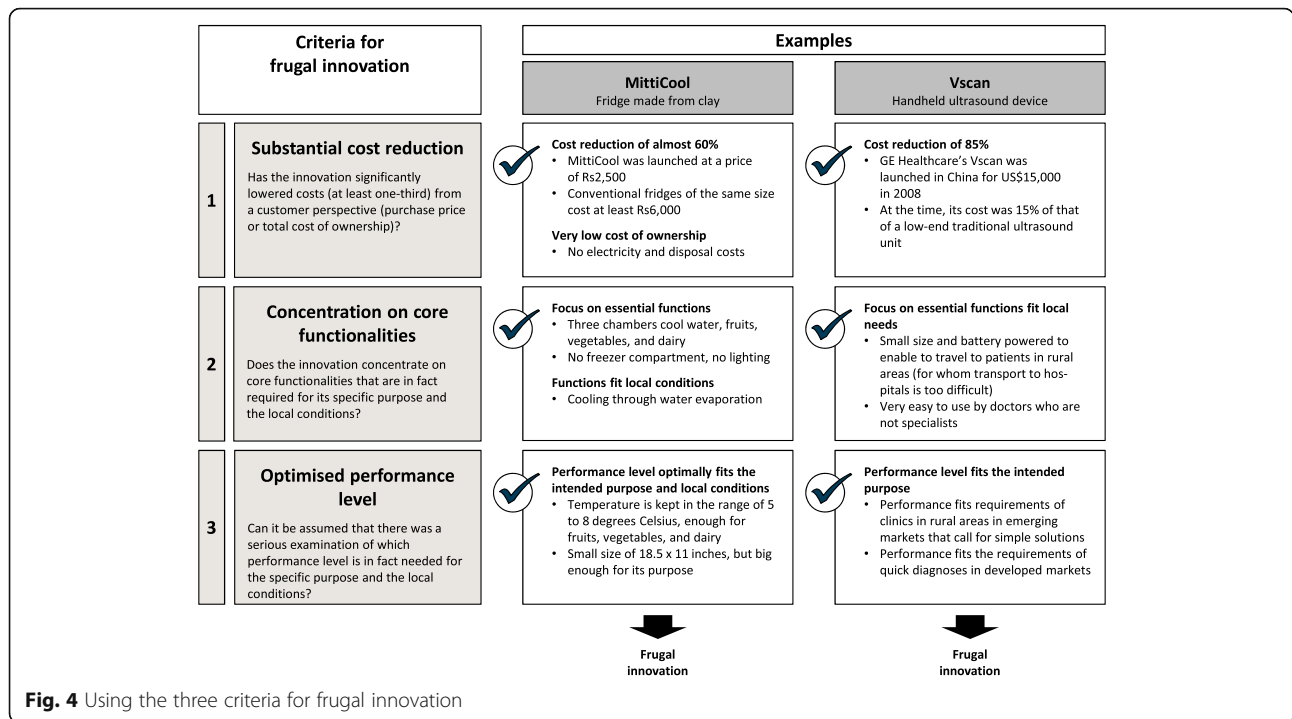 Criteria for
frugal innovation
Examples
MittiCool
Fridge made from clay
Vscan
Handheld ultrasound device
1
Substantial cost reduction
Has the innovation significantly
lowered costs (at least one-third) from
a customer perspective (purchase price
or total cost of ownership)?
Cost reduction of almost 60%
• MittiCool was launched at a price
of Rs2,500
• Conventional fridges of the same size
cost at least Rs6,000
Very low cost of ownership
• No electricity and disposal costs
Cost reduction of 85%
• GE Healthcare's Vscan was
launched in China for US$15,000
in 2008
• At the time, its cost was 15% of that
of a low-end traditional ultrasound
unit
2
Concentration on core
functionalities
Does the innovation concentrate on
core functionalities that are in fact
required for its specific purpose and
the local conditions?
Focus on essential functions
• Three chambers cool water, fruits,
vegetables, and dairy
• No freezer compartment, no lighting
Functions fit local conditions
• Cooling through water evaporation
Focus on essential functions fit local
needs
• Small size and battery powered to
enable to travel to patients in rural
areas (for whom transport to hos-
pitals is too difficult)
• Very easy to use by doctors who are
not specialists
3
Optimised performance
level
Can it be assumed that there was a
serious examination of which
performance level is in fact needed for
the specific purpose and the local
conditions?
Performance level optimally fits the
intended purpose and local conditions
• Temperature is kept in the range of 5
to 8 degrees Celsius, enough for
fruits, vegetables, and dairy
• Small size of 18.5 x 11 inches, but big
enough for its purpose
Performance level fits the intended
purpose
• Performance fits requirements of
clinics in rural areas in emerging
markets that call for simple solutions
• Performance fits the requirements of
quick diagnoses in developed markets
Frugal
innovation
Frugal
innovation
Fig. 4 Using the three criteria for frugal innovation